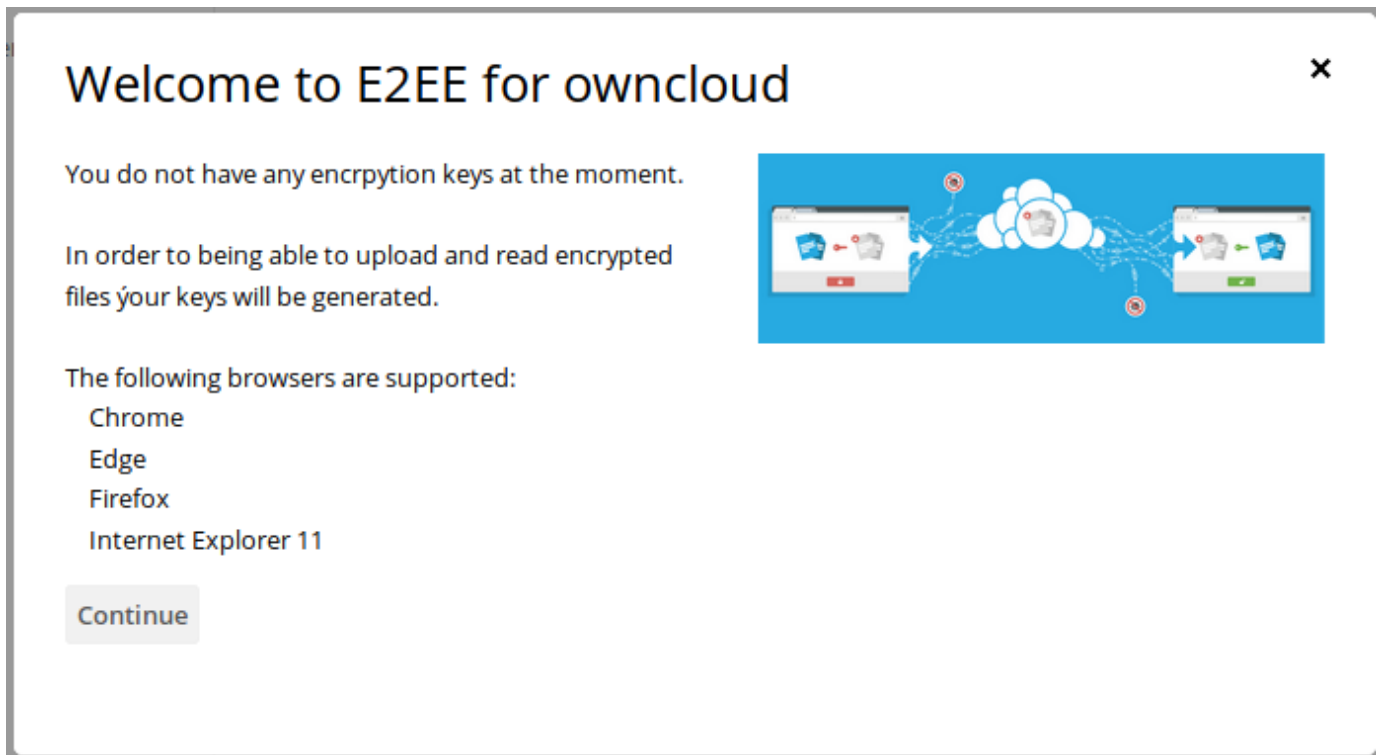 Welcome to E2EE for owncloud
You do not have any encrpytion keys at the moment.
In order to being able to upload and read encrypted
files ýour keys will be generated.
The following browsers are supported:
Chrome
Edge
Firefox
Internet Explorer 11
Continue